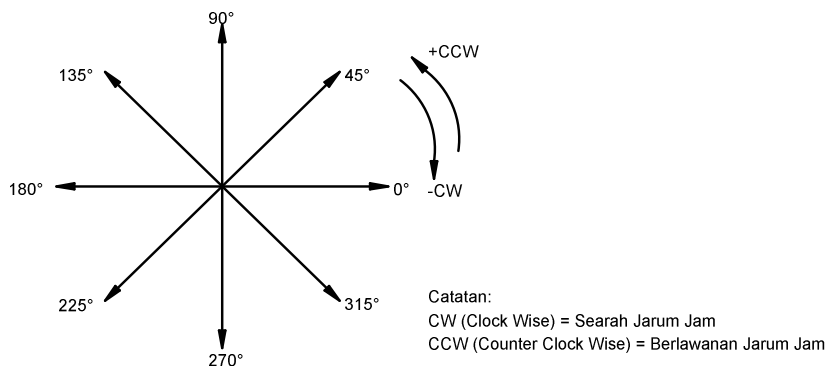 90°
+CCW
135°
45°
180°
0°
-CW
225°
315°
270°
Catatan:
CW (Clock Wise) = Searah Jarum Jam
CCW (Counter Clock Wise) = Berlawanan Jarum Jam